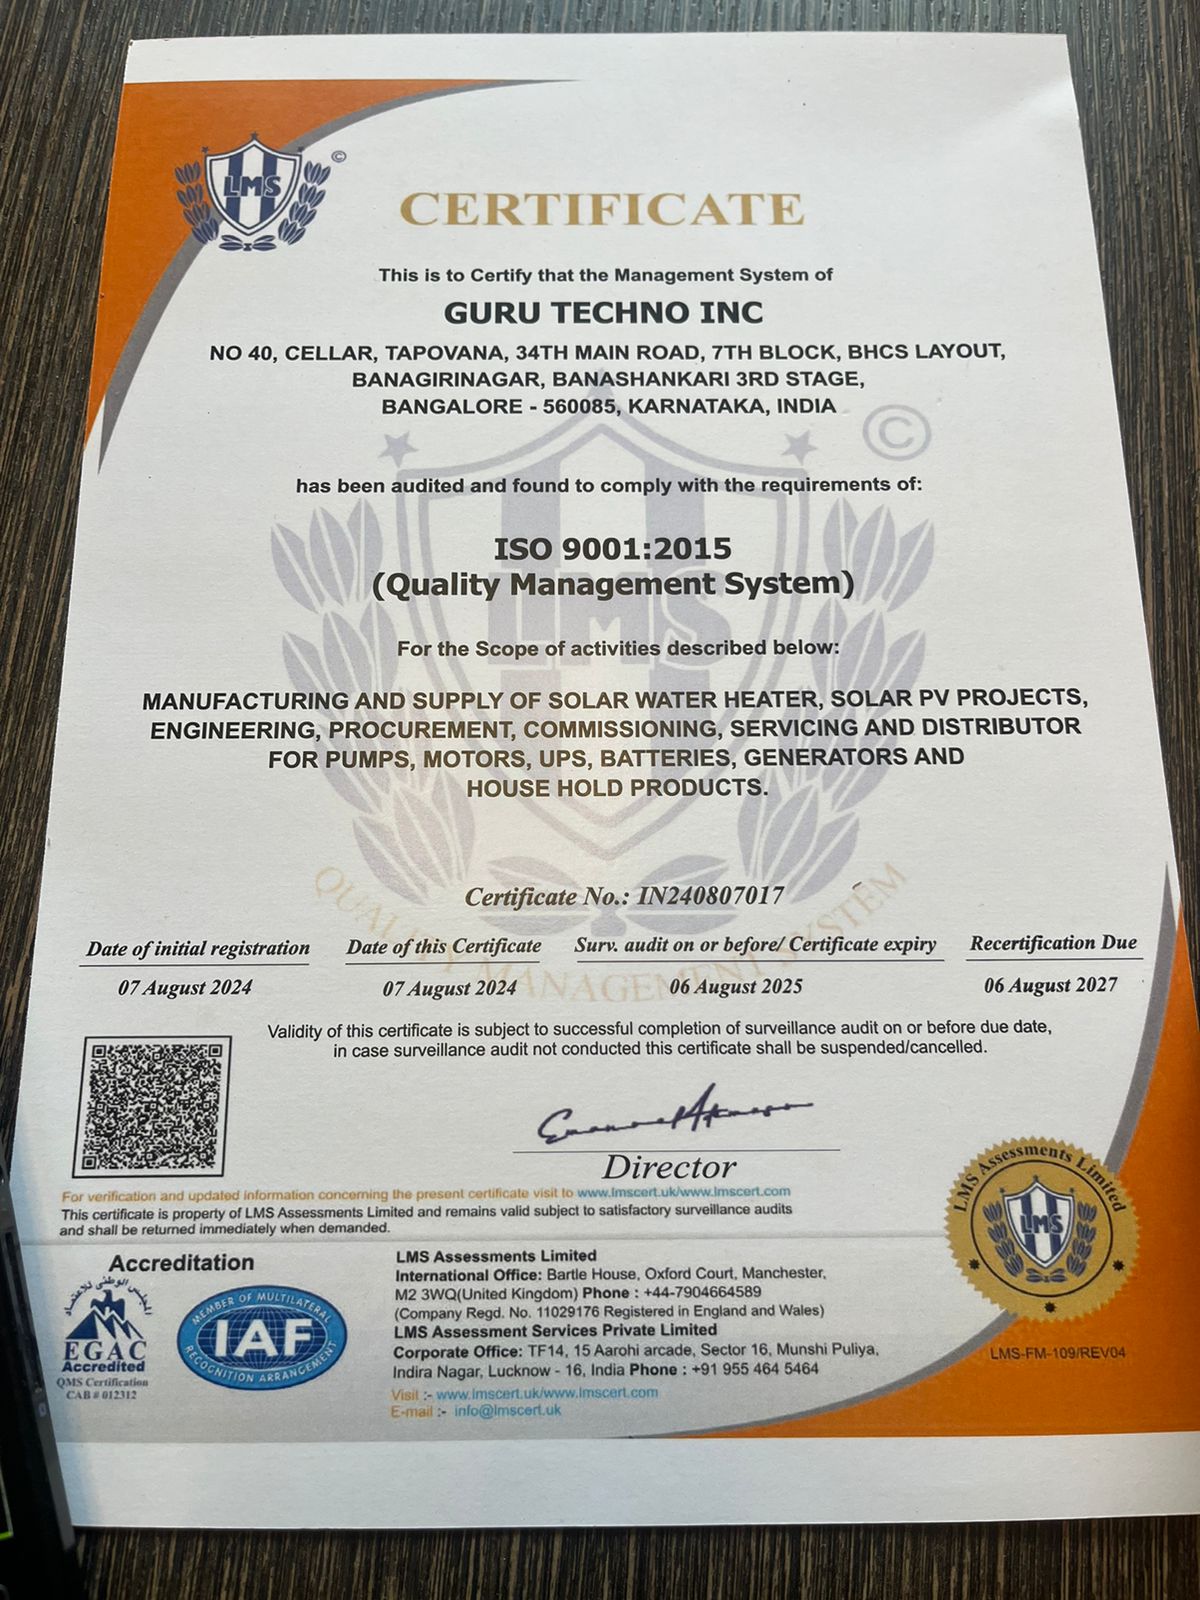 LMS
©
CERTIFICATE
This is to Certify that the Management System of
GURU TECHNO INC
NO 40, CELLAR, TAPOVANA, 34TH MAIN ROAD, 7TH BLOCK, BHCS LAYOUT,
BANAGIRINAGAR, BANASHANKARI 3RD STAGE,
BANGALORE - 560085, KARNATAKA, INDIA
©
has been audited and found to comply with the requirements of:
ISO 9001:2015
(Quality Management System)
LMS
For the Scope of activities described below:
MANUFACTURING AND SUPPLY OF SOLAR WATER HEATER, SOLAR PV PROJECTS,
ENGINEERING, PROCUREMENT, COMMISSIONING, SERVICING AND DISTRIBUTOR
FOR PUMPS, MOTORS, UPS, BATTERIES, GENERATORS AND
HOUSE HOLD PRODUCTS.
QUALITY MANAGEMENT SYSTEM
Certificate No.: IN240807017
Date of initial registration Date of this Certificate Surv. audit on or before/ Certificate expiry Recertification Due
07 August 2024 07 August 2024 06 August 2025 06 August 2027
Validity of this certificate is subject to successful completion of surveillance audit on or before due date,
in case surveillance audit not conducted this certificate shall be suspended/cancelled.
Director
For verification and updated information concerning the present certificate visit to www.lmscert.uk/www.lmscert.com
This certificate is property of LMS Assessments Limited and remains valid subject to satisfactory surveillance audits
and shall be returned immediately when demanded.
LMS Assessments Limited
LMS
Accreditation
المجلس الوطني للاعتماد
EGAC
Accredited
QMS Certification
CAB # 012312
MEMBER OF MULTILATERAL
IAF
RECOGNITION ARRANGEMENT
LMS Assessments Limited
International Office: Bartle House, Oxford Court, Manchester,
M2 3WQ(United Kingdom) Phone : +44-7904664589
(Company Regd. No. 11029176 Registered in England and Wales)
LMS Assessment Services Private Limited
Corporate Office: TF14, 15 Aarohi arcade, Sector 16, Munshi Puliya,
Indira Nagar, Lucknow - 16, India Phone : +91 955 464 5464
Visit :- www.lmscert.uk/www.lmscert.com
E-mail :- info@lmscert.uk
LMS-FM-109/REV04